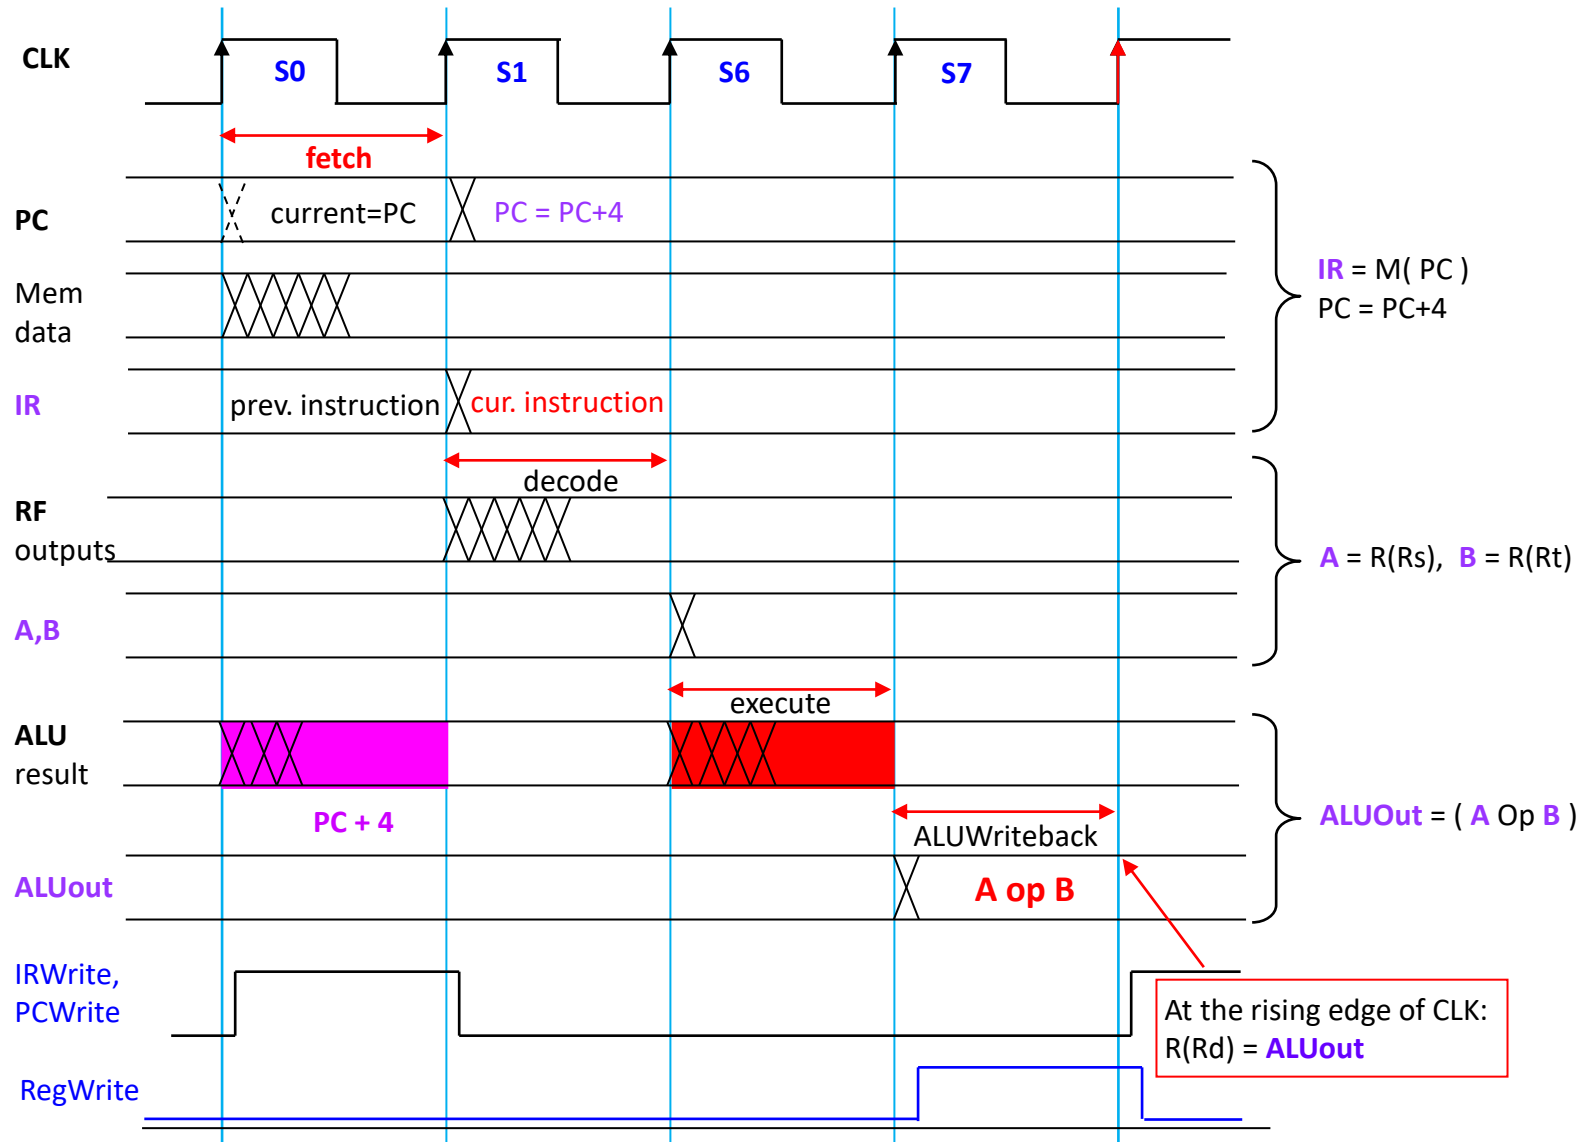 CLK
S0
S1
S6
S7
fetch
PC
current=PC
PC = PC+4
Mem
data
IR = M( PC )
PC = PC+4
IR
prev. instruction
cur. instruction
decode
RF
outputs
A = R(Rs),  B = R(Rt)
A,B
execute
ALU
result
PC + 4
ALUWriteback
ALUOut = ( A Op B )
ALUout
A op B
IRWrite,
PCWrite
At the rising edge of CLK:
R(Rd) = ALUout
RegWrite